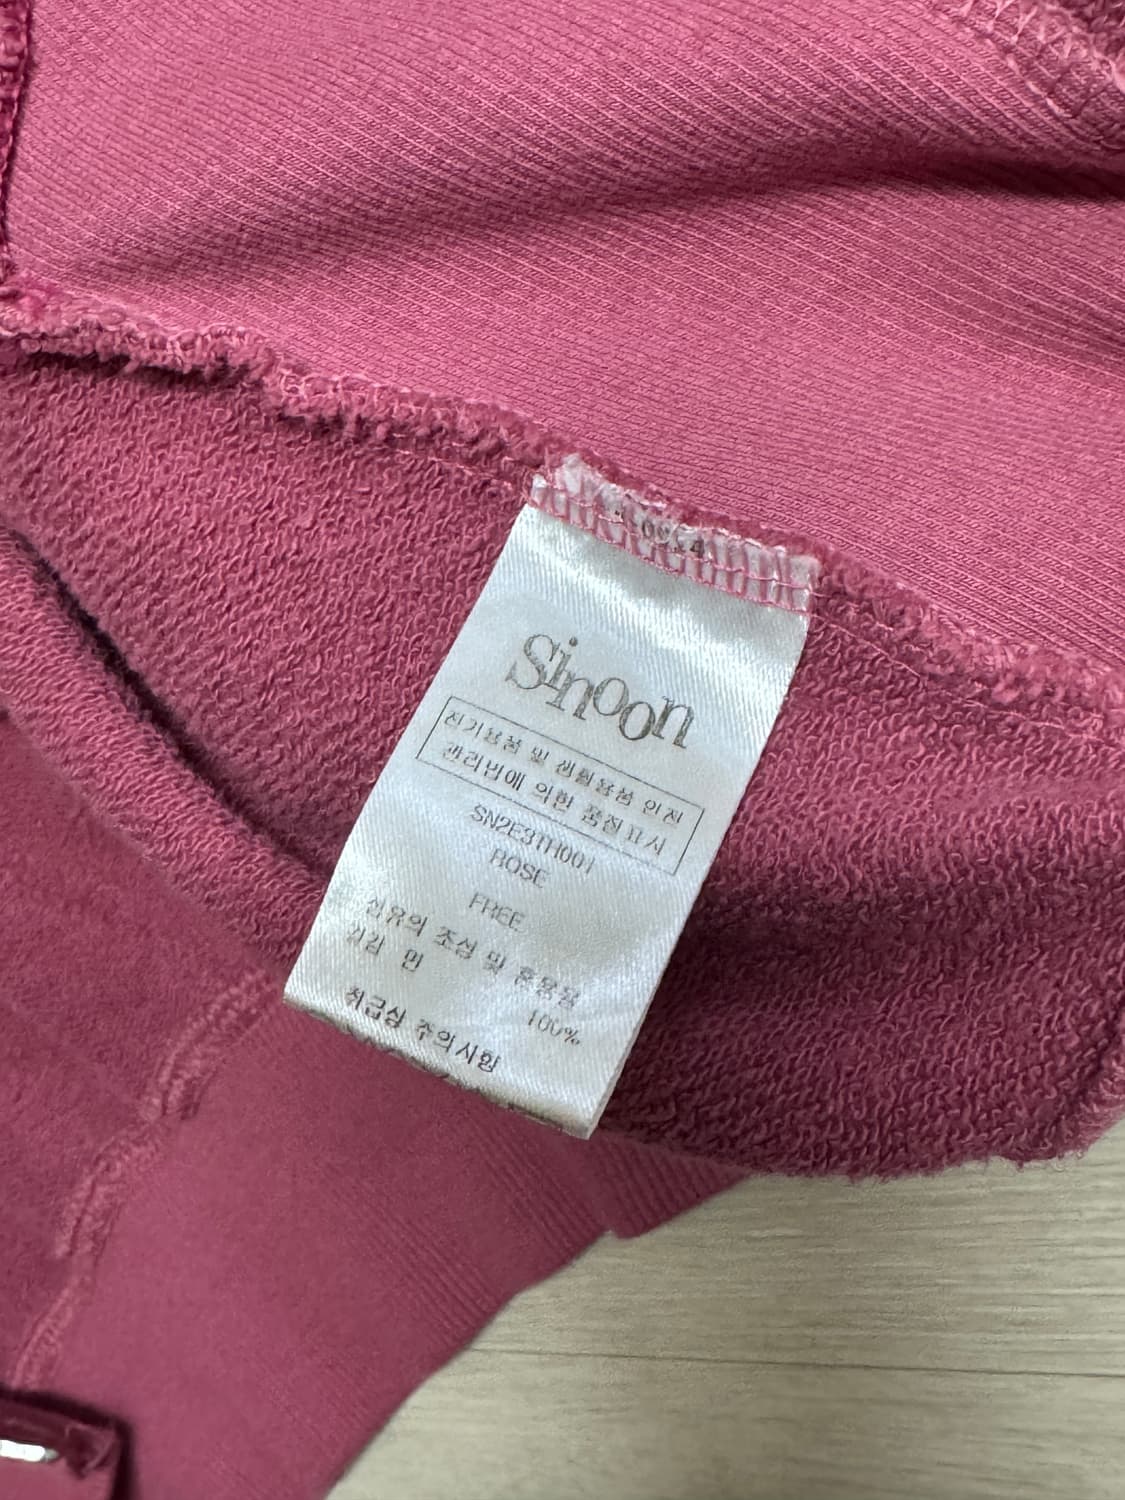 Sinoon
전기용품 및 생활용품 안전
관리법에 의한 품질표시
SN2E3TH001
ROSE
FREE
섬유의 조성 및 혼용율
겉감 면 100%
취급상 주의사항